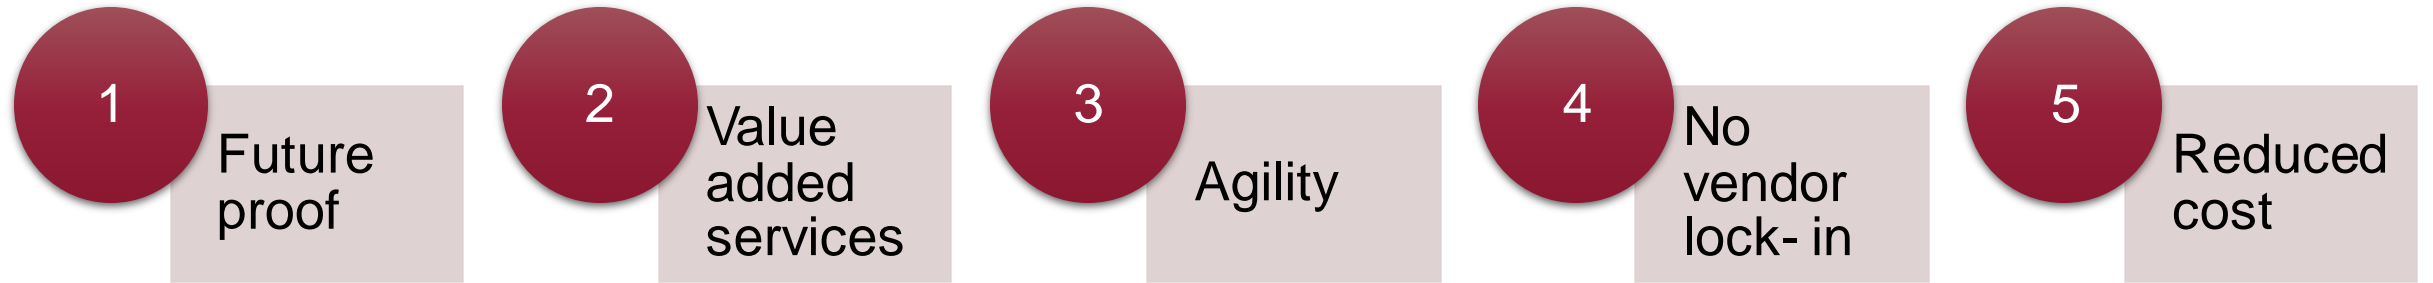 1
Future
proof
2
Value
added
services
3
Agility
4
No
vendor
lock- in
5
Reduced
cost